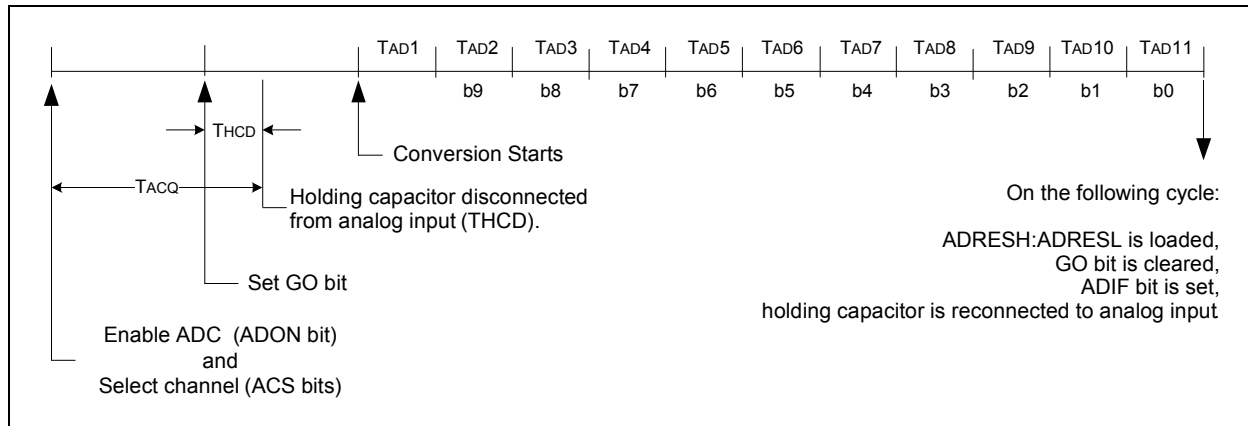 TAD1 TAD2 TAD3 TAD4 TAD5 TAD6 TAD7 TAD8 TAD9 TAD10 TAD11
b9 b8 b7 b6 b5 b4 b3 b2 b1 b0
THCD
Conversion Starts
TACQ
Holding capacitor disconnected
from analog input (THCD).
On the following cycle:
ADRESH:ADRESL is loaded,
GO bit is cleared,
ADIF bit is set,
holding capacitor is reconnected to analog input.
Set GO bit
Enable ADC (ADON bit)
and
Select channel (ACS bits)